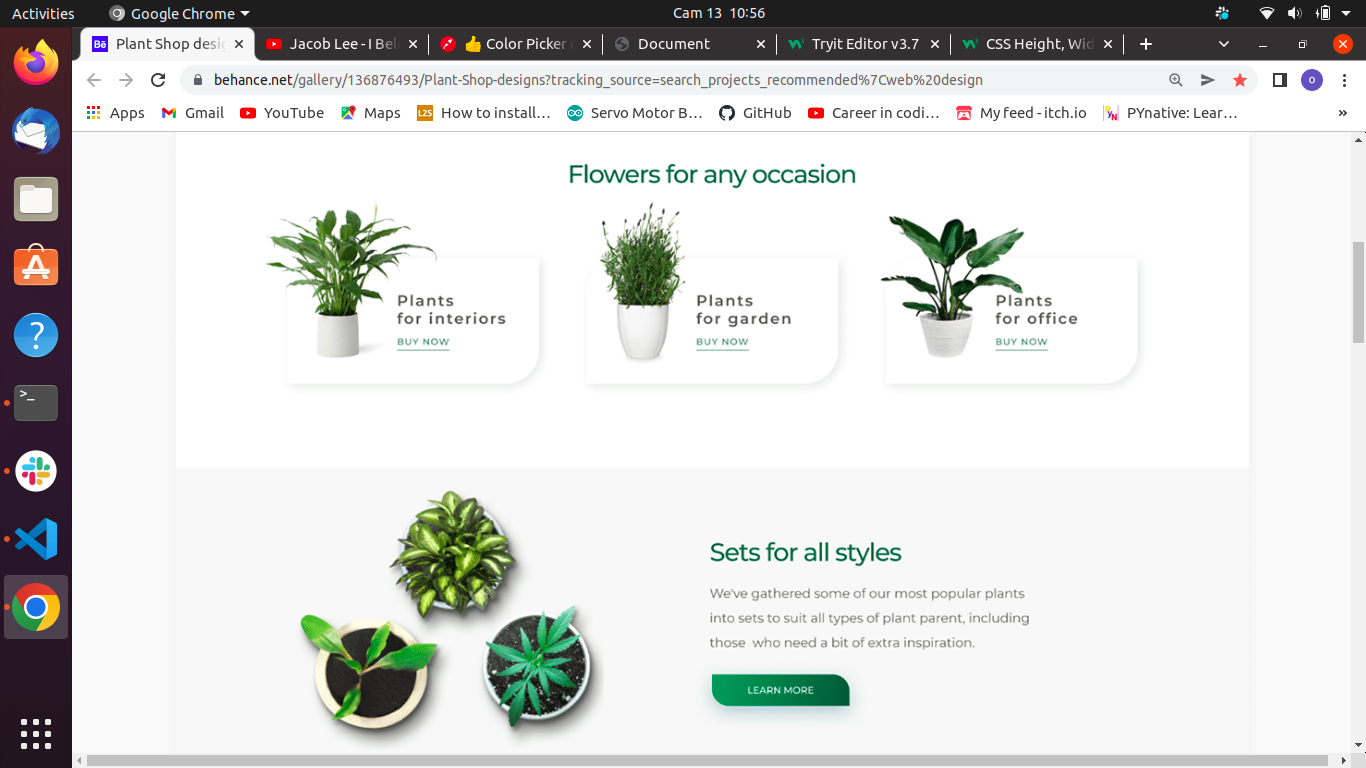 Activities
Google Chrome
Cam 13 10:56
Plant Shop desig
Jacob Lee - I Bel
Color Picker
Document
Tryit Editor v3.7
CSS Height, Wid
behance.net/gallery/136876493/Plant-Shop-designs?tracking_source=search_projects_recommended%7Cweb%20design
o
Apps
Gmail
YouTube
Maps
L2S
How to install…
Servo Motor B…
GitHub
Career in codi…
My feed - itch.io
PYnative: Lear…
»
Flowers for any occasion
Plants
for interiors
BUY NOW
Plants
for garden
BUY NOW
Plants
for office
BUY NOW
Sets for all styles
We've gathered some of our most popular plants
into sets to suit all types of plant parent, including
those who need a bit of extra inspiration.
LEARN MORE